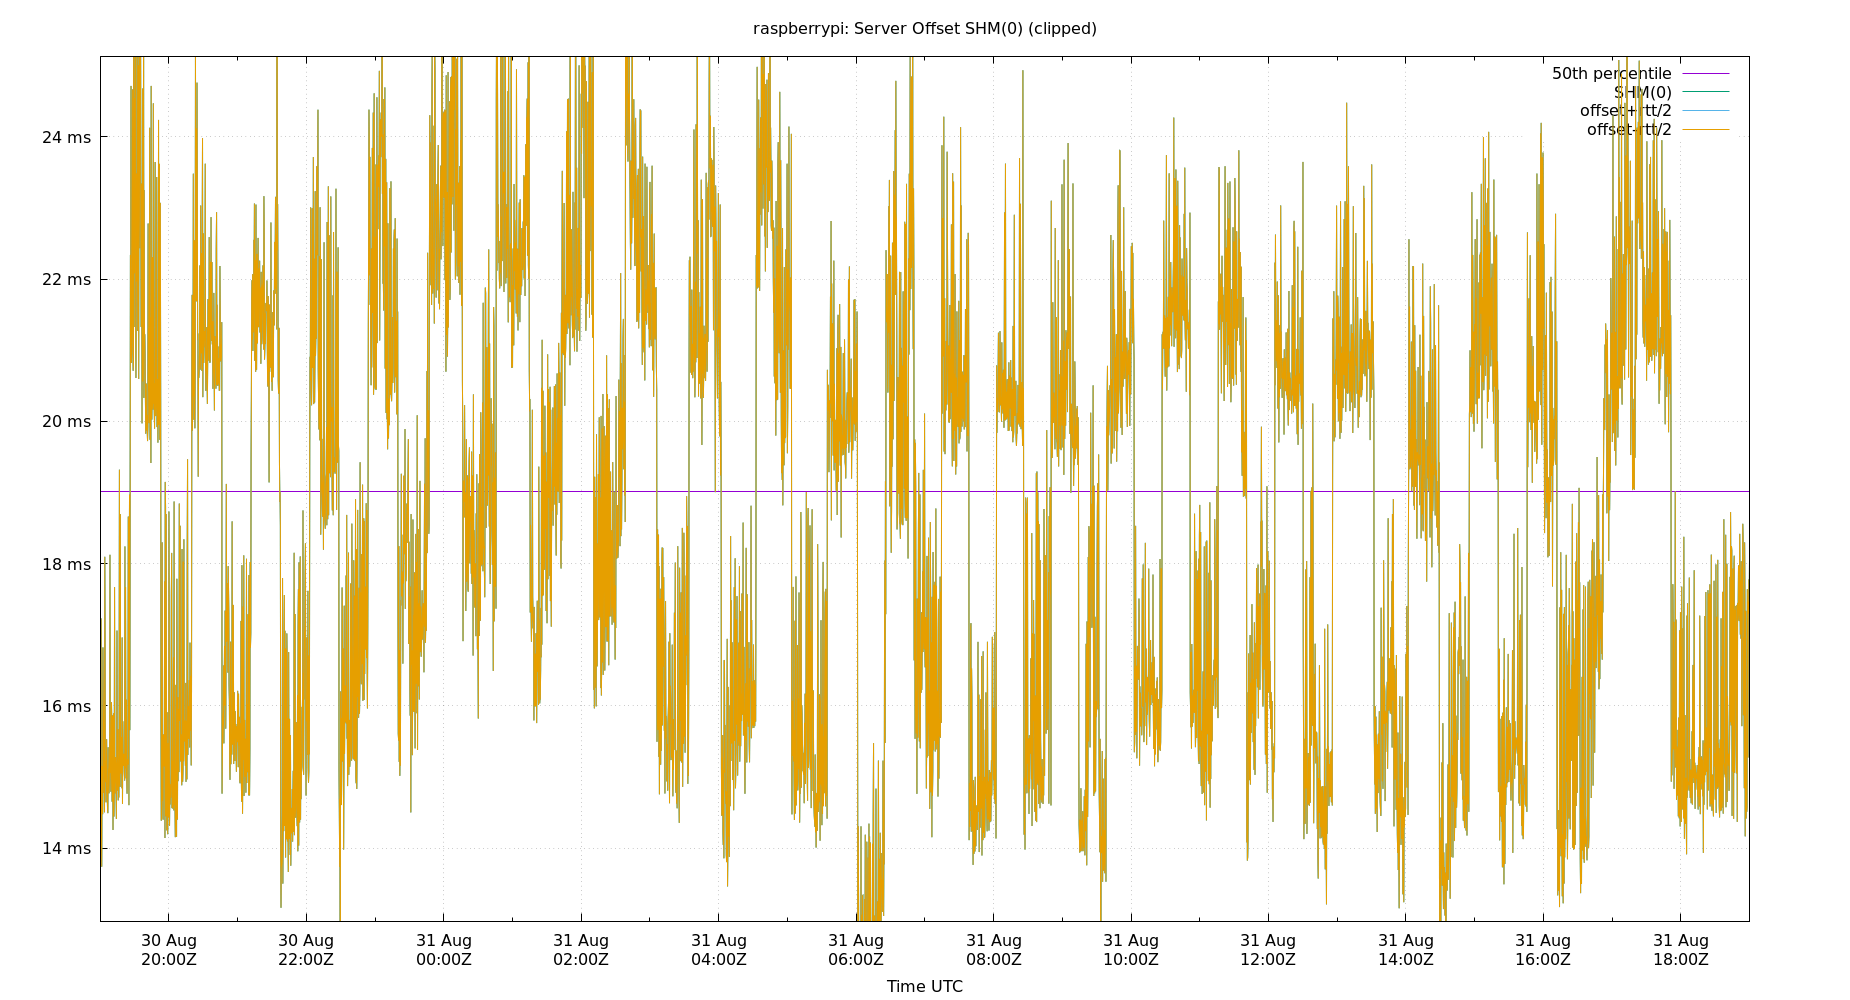 raspberrypi: Server Offset SHM(0) (clipped)
50th percentile
SHM(0)
offset+rtt/2
offset-rtt/2
24 ms
22 ms
20 ms
18 ms
16 ms
14 ms
30 Aug 30 Aug 31 Aug 31 Aug 31 Aug 31 Aug 31 Aug 31 Aug 31 Aug 31 Aug 31 Aug 31 Aug
20:00Z 22:00Z 00:00Z 02:00Z 04:00Z 06:00Z 08:00Z 10:00Z 12:00Z 14:00Z 16:00Z 18:00Z
Time UTC